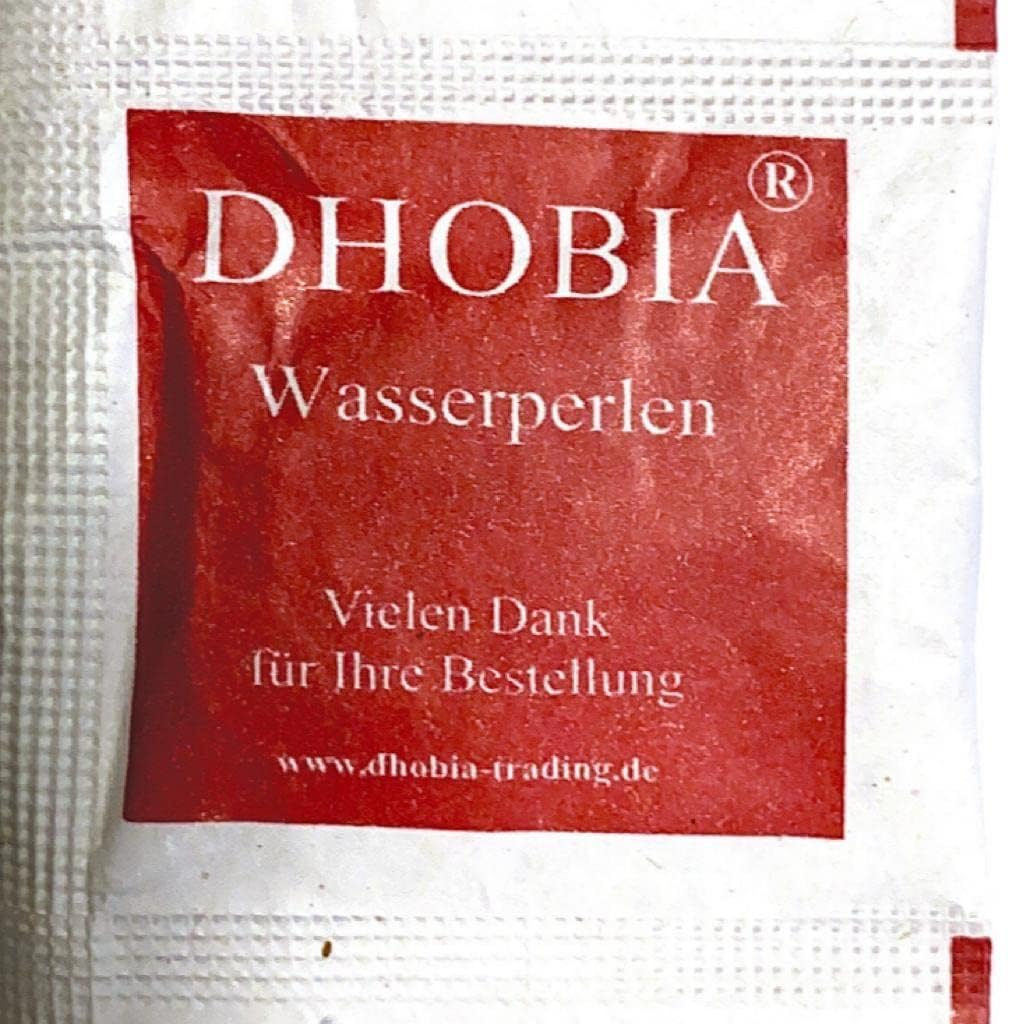 DHOBIA®
Wasserperlen
Vielen Dank
für Ihre Bestellung
www.dhobia-trading.de